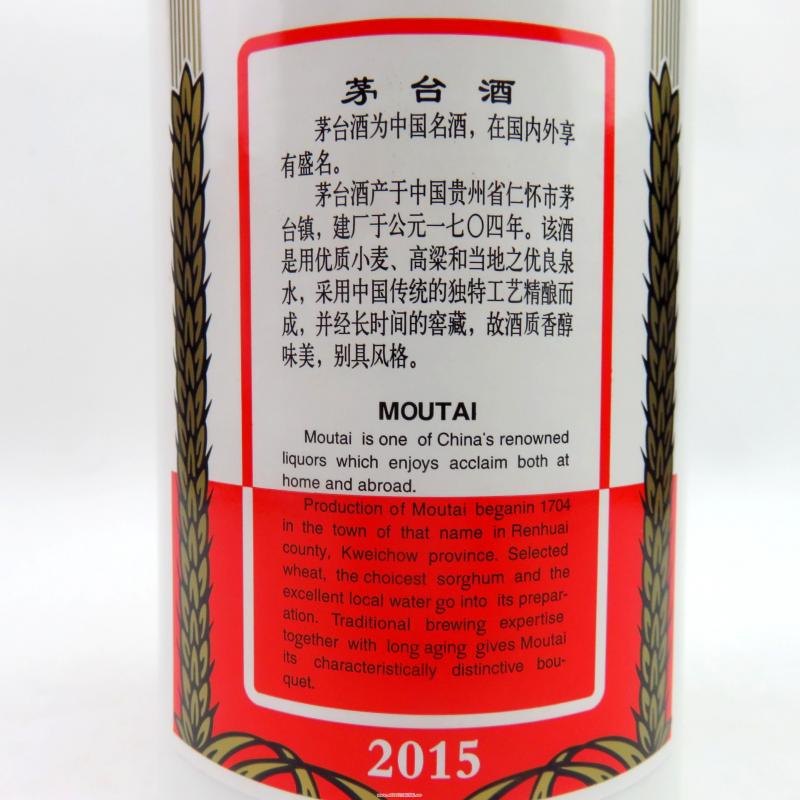 茅台酒
茅台酒为中国名酒，在国内外享
有盛名。
茅台酒产于中国贵州省仁怀市茅
台镇，建厂于公元一七〇四年。该酒
是用优质小麦、高粱和当地之优良泉
水，采用中国传统的独特工艺精酿而
成，并经长时间的窖藏，故酒质香醇
味美，别具风格。
MOUTAI
Moutai is one of China's renowned
liquors which enjoys acclaim both at
home and abroad.
Production of Moutai beganin 1704
in the town of that name in Renhuai
county, Kweichow province. Selected
wheat, the choicest sorghum and the
excellent local water go into its prepar-
ation. Traditional brewing expertise
together with long aging gives Moutai
its characteristically distinctive bou-
quet.
2015